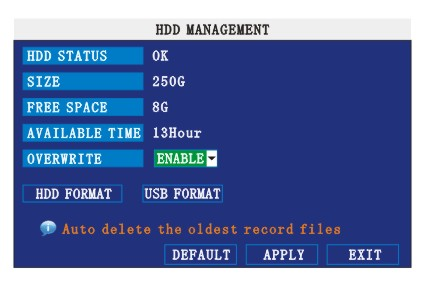 HDD MANAGEMENT
HDD STATUS OK
SIZE 250G
FREE SPACE 8G
AVAILABLE TIME 13Hour
OVERWRITE ENABLE
HDD FORMAT USB FORMAT
Auto delete the oldest record files
DEFAULT APPLY EXIT